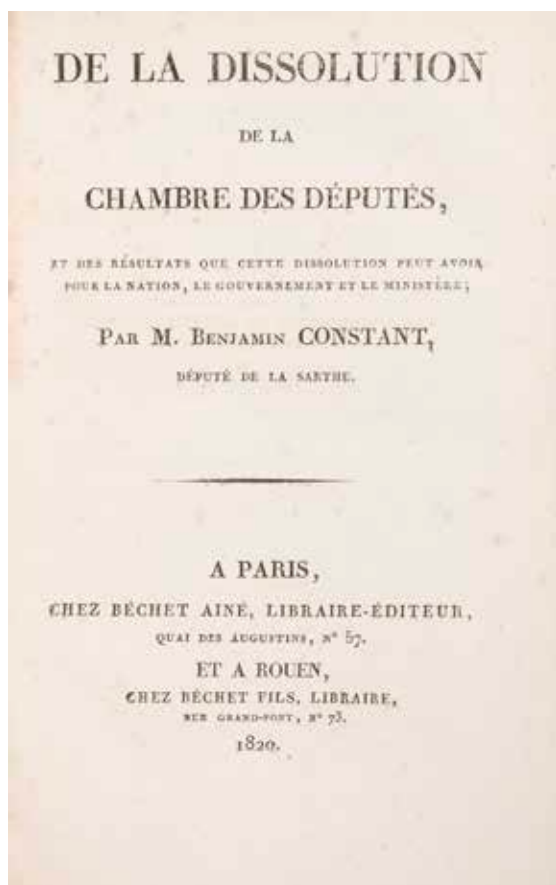 DE LA DISSOLUTION
DE LA
CHAMBRE DES DÉPUTÉS,
ET DES RÉSULTATS QUE CETTE DISSOLUTION PEUT AVOIR
POUR LA NATION, LE GOUVERNEMENT ET LE MINISTÈRE;
PAR M. BENJAMIN CONSTANT,
DÉPUTÉ DE LA SARTHE.
A PARIS,
CHEZ BÉCHET AINÉ, LIBRAIRE-ÉDITEUR,
QUAI DES AUGUSTINS, N° 57.
ET A ROUEN,
CHEZ BÉCHET FILS, LIBRAIRE,
RUE GRAND-PONT, N° 73.
1820.